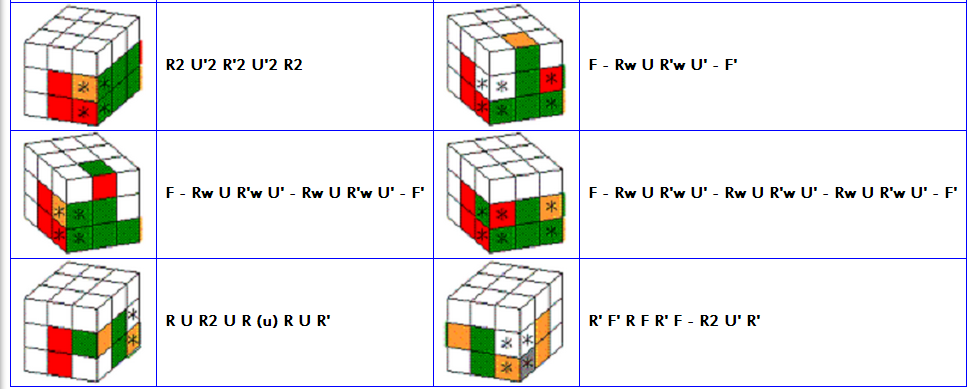 R2 U'2 R'2 U'2 R2
F - Rw U R'w U' - F'
F - Rw U R'w U' - Rw U R'w U' - F'
F - Rw U R'w U' - Rw U R'w U' - Rw U R'w U' - F'
R U R2 U R (u) R U R'
R' F' R F R' F - R2 U' R'